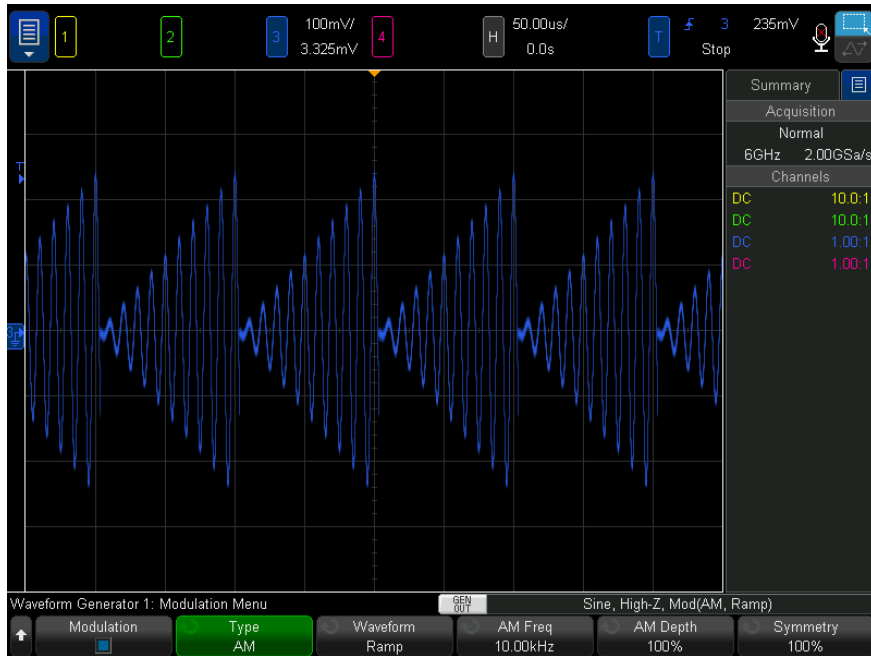 1 2 3 100mV/ 3.325mV 4 H 50.00us/ 0.0s T 3 235mV Stop
Summary
Acquisition
Normal
6GHz 2.00GSa/s
Channels
DC 10.0:1
DC 10.0:1
DC 1.00:1
DC 1.00:1
T
3
Waveform Generator 1: Modulation Menu GEN OUT Sine, High-Z, Mod(AM, Ramp)
Modulation Type Waveform AM Freq AM Depth Symmetry
AM Ramp 10.00kHz 100% 100%